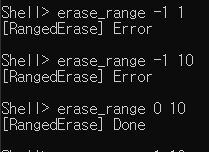 Shell> erase_range -1 1
[RangedErase] Error
Shell> erase_range -1 10
[RangedErase] Error
Shell> erase_range 0 10
[RangedErase] Done